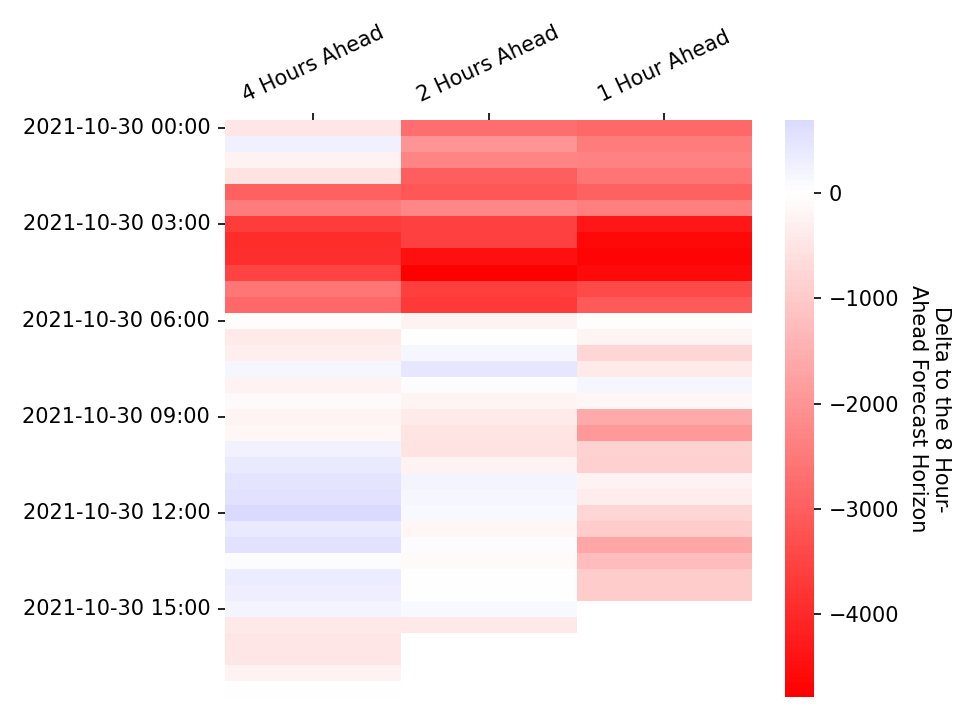 4 Hours Ahead
2 Hours Ahead
1 Hour Ahead
2021-10-30 00:00
2021-10-30 03:00
2021-10-30 06:00
2021-10-30 09:00
2021-10-30 12:00
2021-10-30 15:00
0
−1000
−2000
−3000
−4000
Delta to the 8 Hour-
Ahead Forecast Horizon